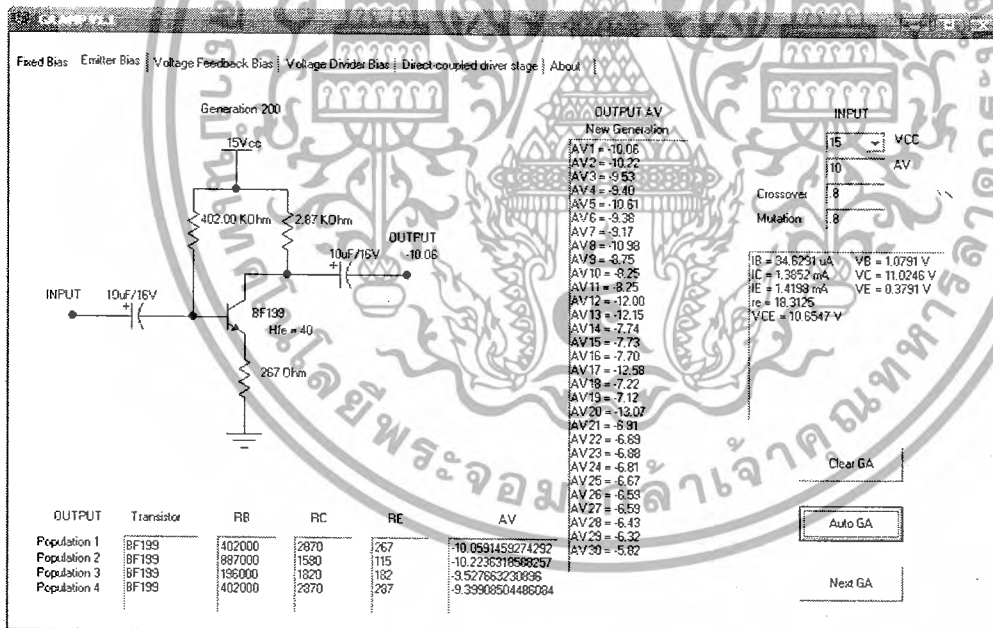 Fixed Bias Emitter Bias Voltage Feedback Bias Voltage Divider Bias Direct-coupled driver stage About
Generation 200
15Vcc
402.00 KOhm
2.87 KOhm
10uF/16V
OUTPUT
-10.06
INPUT
10uF/16V
BF199
Hfe = 40
267 Ohm
OUTPUT AV
New Generation
AV1 = -10.06
AV2 = -10.22
AV3 = -9.53
AV4 = -9.40
AV5 = -10.61
AV6 = -9.38
AV7 = -9.17
AV8 = -10.98
AV9 = -8.75
AV10 = -8.25
AV11 = -8.25
AV12 = -12.00
AV13 = -12.15
AV14 = -7.74
AV15 = -7.73
AV16 = -7.70
AV17 = -12.58
AV18 = -7.22
AV19 = -7.12
AV20 = -13.07
AV21 = -6.91
AV22 = -6.89
AV23 = -6.88
AV24 = -6.81
AV25 = -6.67
AV26 = -6.59
AV27 = -6.59
AV28 = -6.43
AV29 = -6.32
AV30 = -5.82
INPUT
15 VCC
10 AV
Crossover .8
Mutation .8
IB = 34.6291 uA VB = 1.0791 V
IC = 1.3852 mA VC = 11.0246 V
IE = 1.4198 mA VE = 0.3791 V
re = 18.3125
VCE = 10.6547 V
Clear GA
Auto GA
Next GA
OUTPUT Transistor RB RC RE AV
Population 1 BF199 402000 2870 267 -10.0591459274292
Population 2 BF199 887000 1580 115 -10.2236318588257
Population 3 BF199 196000 1820 182 -9.527663230896
Population 4 BF199 402000 2870 287 -9.39908504486084